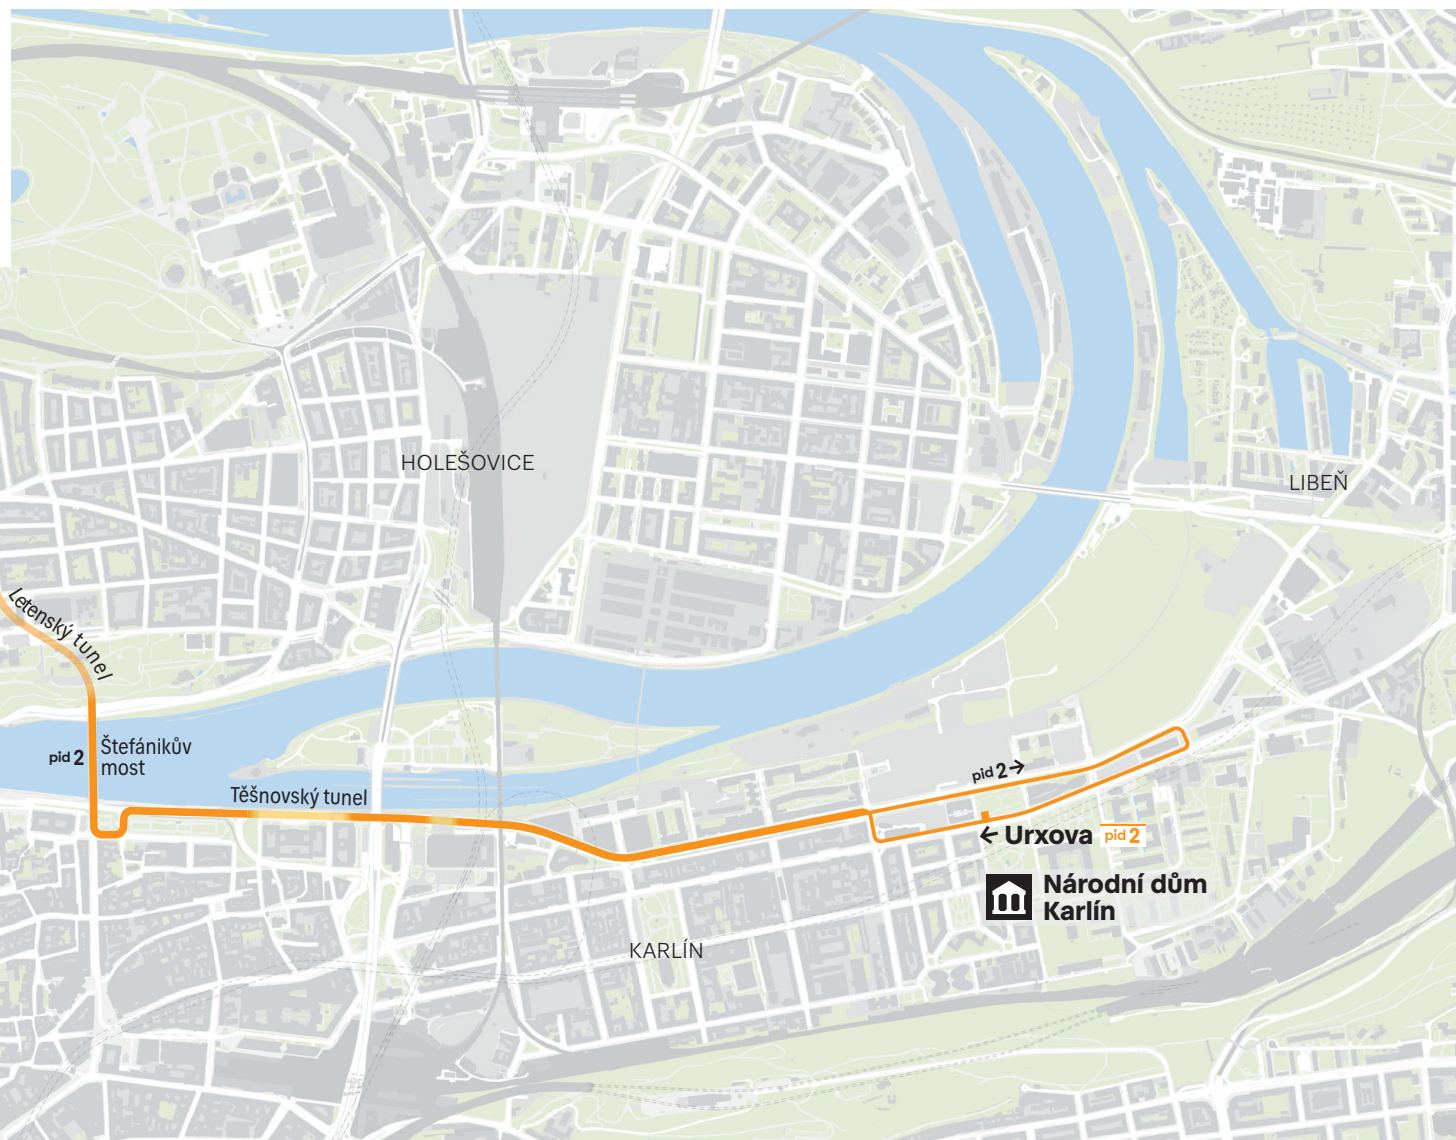 HOLEŠOVICE
LIBEŇ
Letenský tunel
pid 2
Štefánikův
most
Těšnovský tunel
pid 2 →
← Urxova pid 2
Národní dům
Karlín
KARLÍN